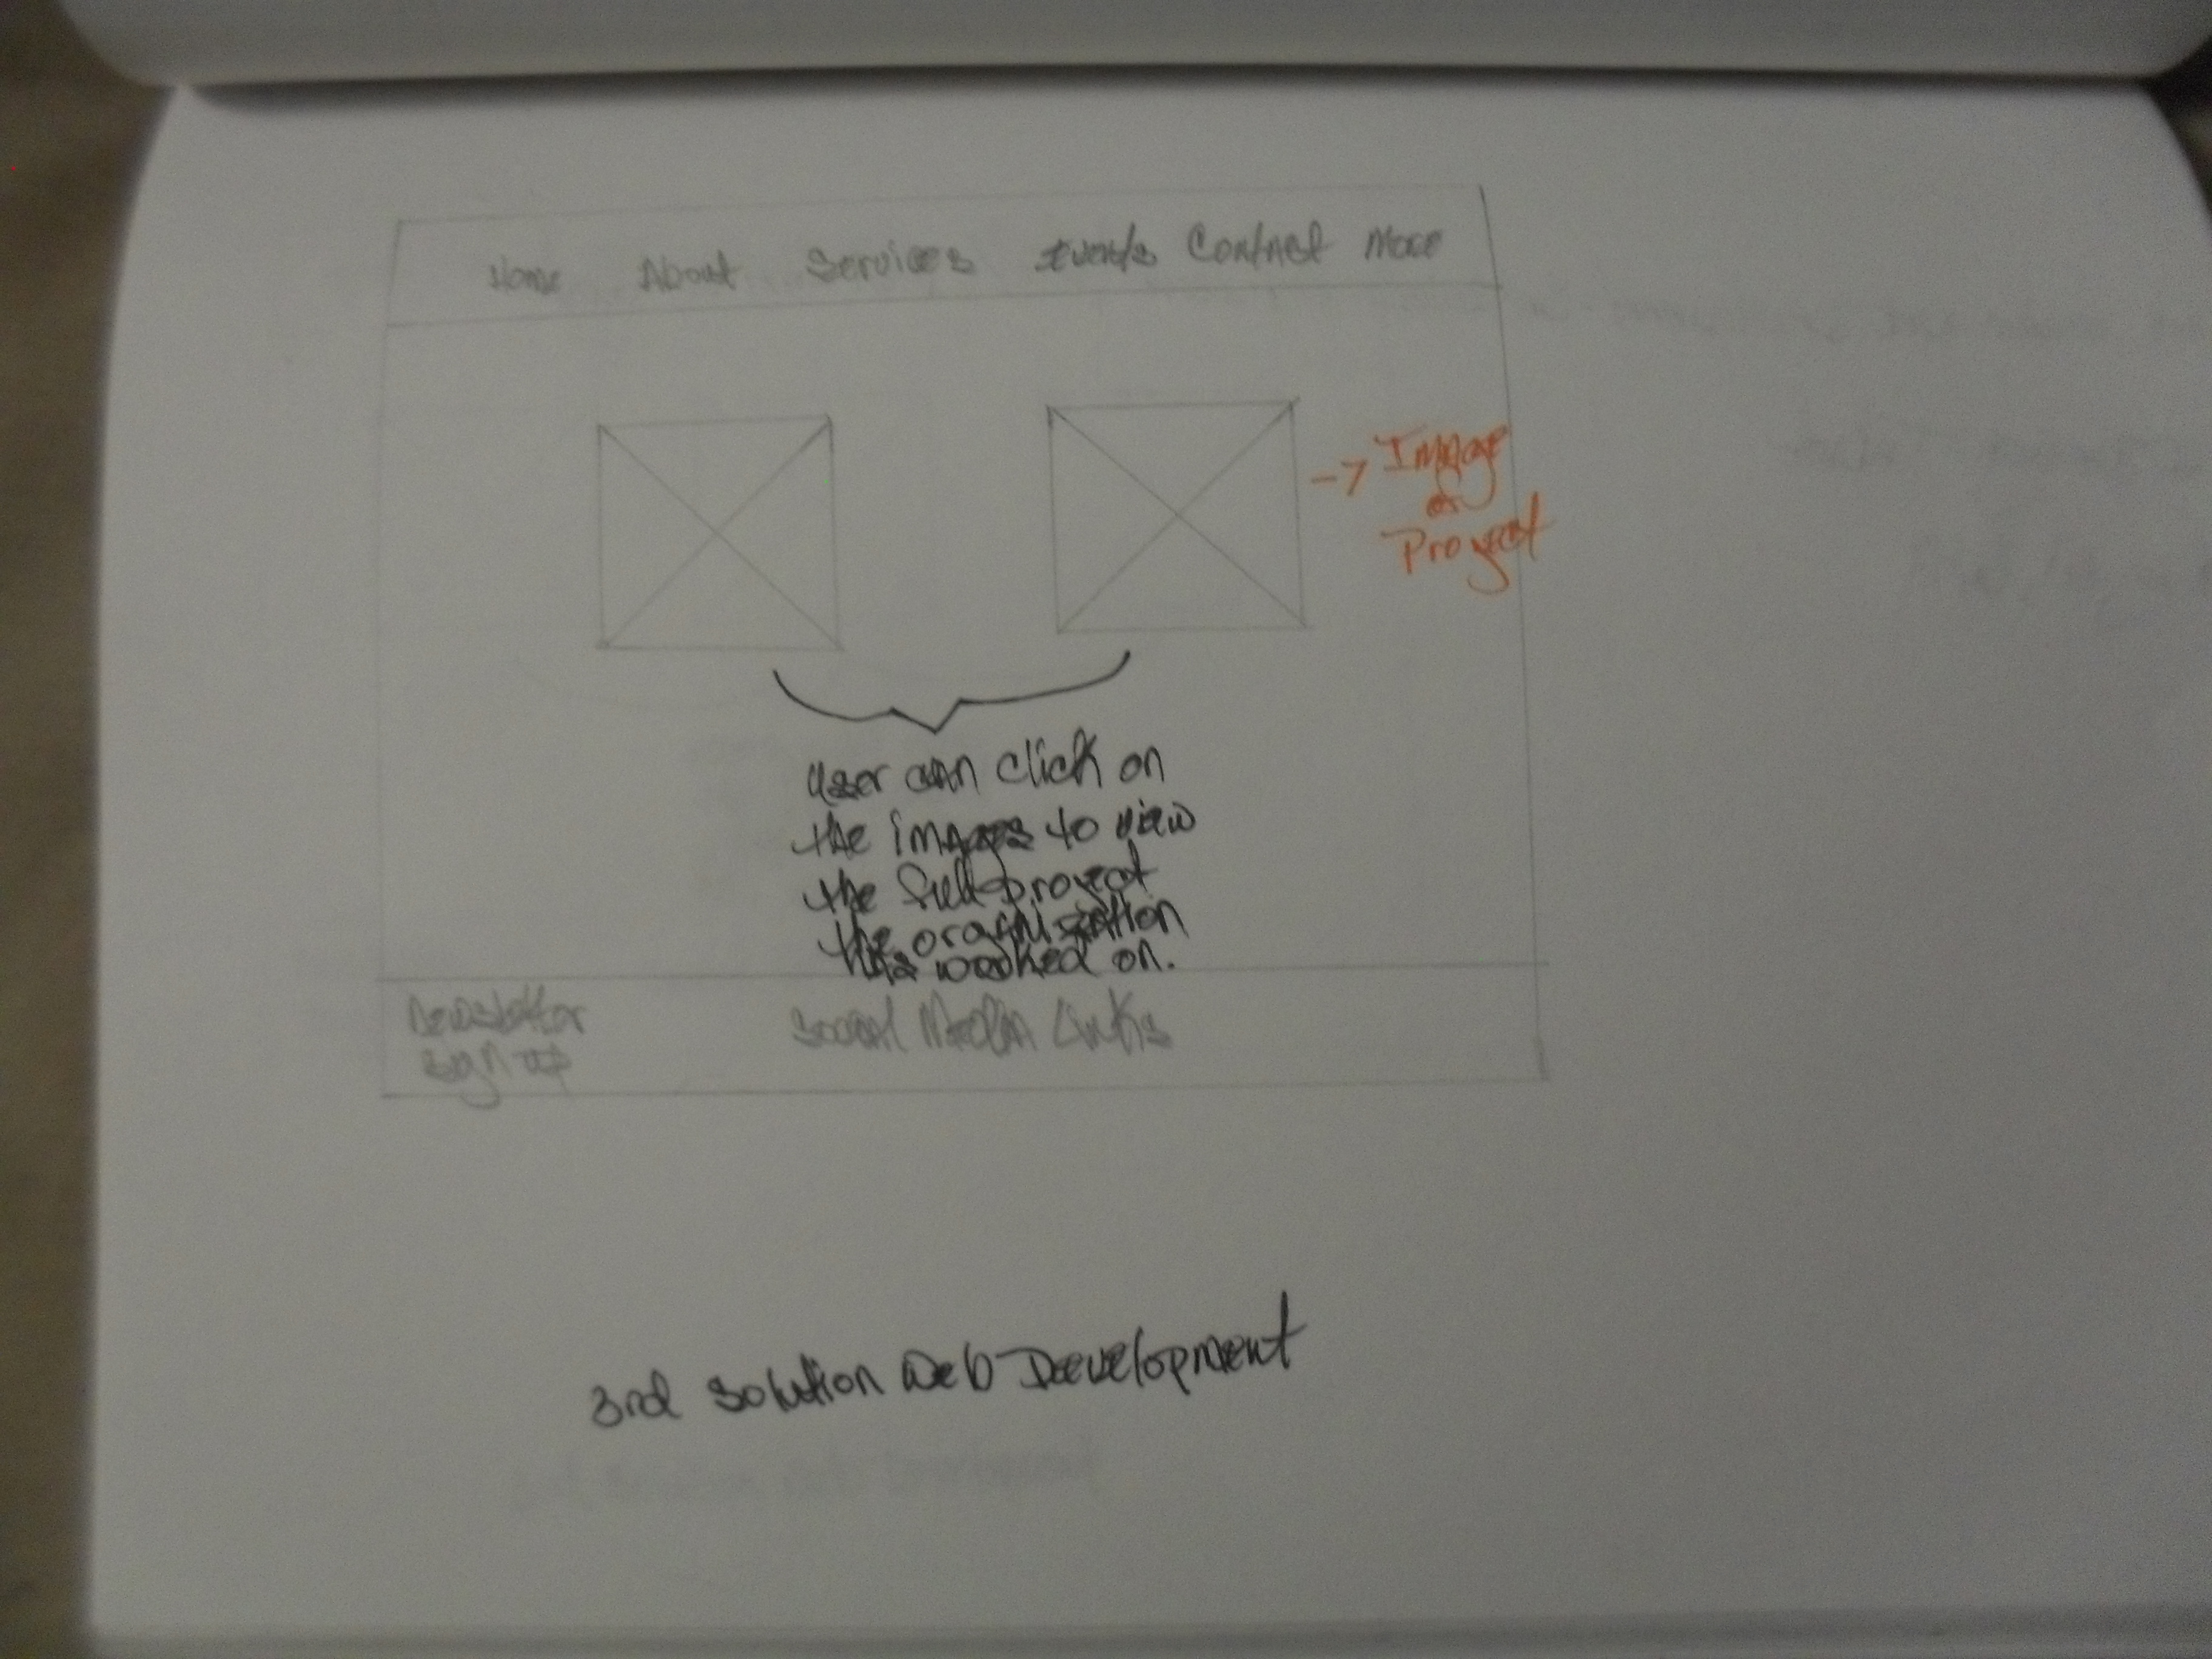 Home About Services Events Contact More
-> Image
of
Project
User can click on
the images to view
the full project
the organization
has worked on.
Newsletter
sign up
Social Media Links
3rd solution Web Development